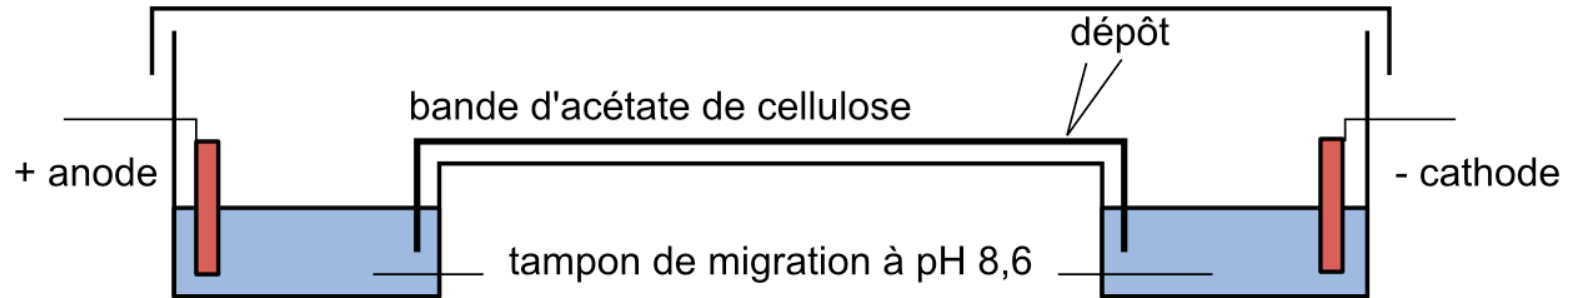 dépôt
bande d'acétate de cellulose
+ anode
- cathode
tampon de migration à pH 8,6